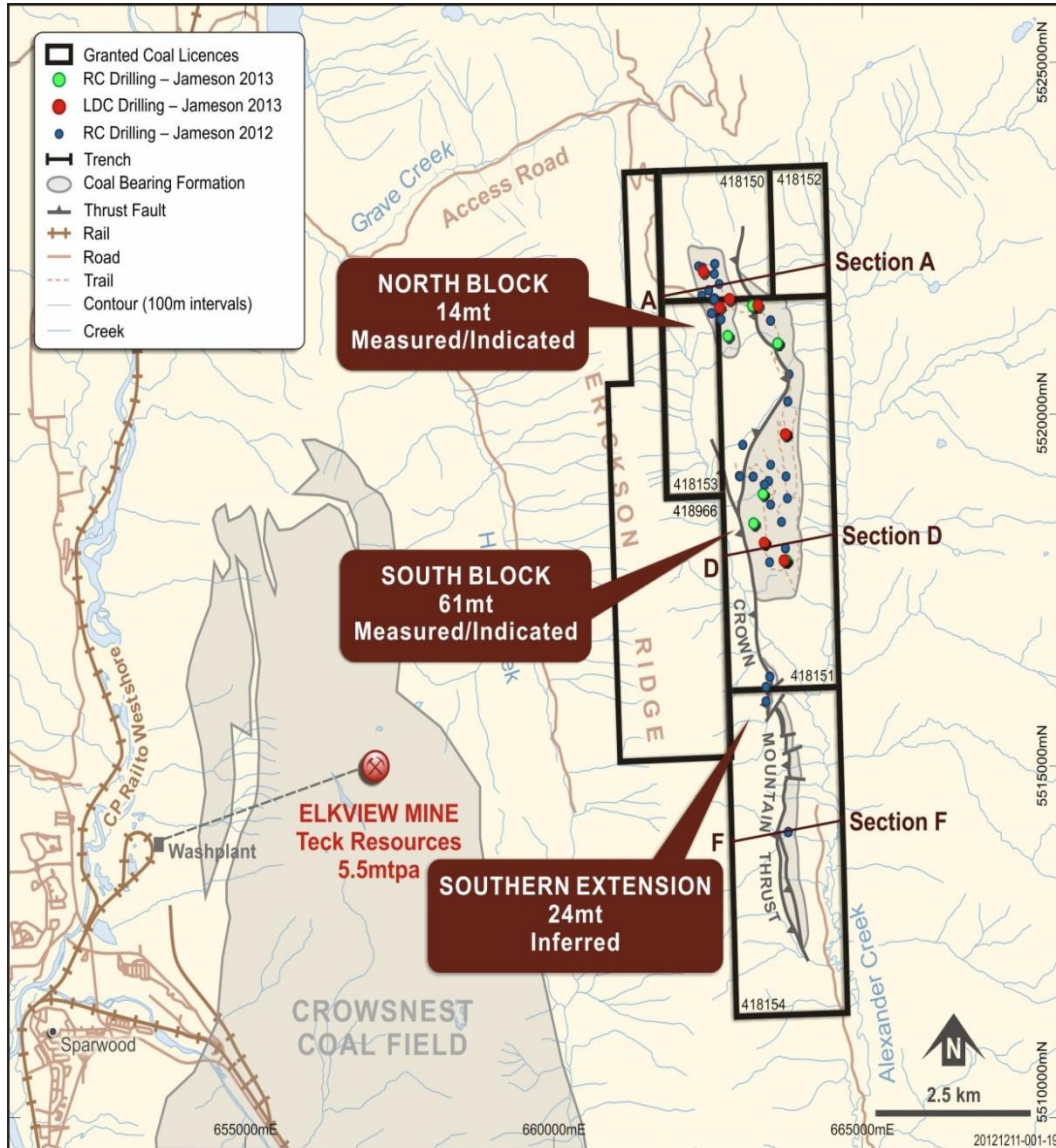 Granted Coal Licences
RC Drilling – Jameson 2013
LDC Drilling – Jameson 2013
RC Drilling – Jameson 2012
Trench
Coal Bearing Formation
Thrust Fault
Rail
Road
Trail
Contour (100m intervals)
Creek
5525000mN
Grave Creek
Access Road
418150
418152
Section A
A
NORTH BLOCK
14mt
Measured/Indicated
ERICKSON
RIDGE
5520000mN
418153
418966
Section D
D
SOUTH BLOCK
61mt
Measured/Indicated
CROWN
MOUNTAIN
THRUST
418151
H
Creek
5515000mN
CP Rail to Westshore
ELKVIEW MINE
Teck Resources
5.5mtpa
Washplant
Section F
F
SOUTHERN EXTENSION
24mt
Inferred
Alexander Creek
418154
CROWSNEST
COAL FIELD
Sparwood
N
2.5 km
5510000mN
655000mE
660000mE
665000mE